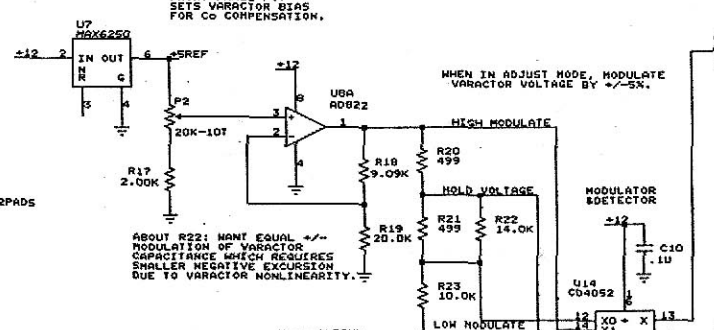 SETS VARACTOR BIAS
FOR Co COMPENSATION.
U7
MAX6250
+12
2
IN OUT
6
+5REF
NR
G
3
4
P2
20K-10T
R17
2.00K
+12
8
U8A
AD822
3
+
2
-
1
4
WHEN IN ADJUST MODE, MODULATE
VARACTOR VOLTAGE BY +/-5%.
HIGH MODULATE
R18
9.09K
R20
499
HOLD VOLTAGE
R19
20.0K
R21
499
R22
14.0K
2PADS
ABOUT R22: WANT EQUAL +/-
MODULATION OF VARACTOR
CAPACITANCE WHICH REQUIRES
SMALLER NEGATIVE EXCURSION
DUE TO VARACTOR NONLINEARITY.
R23
10.0K
LOW MODULATE
MODULATOR
&DETECTOR
+12
C10
.1U
U14
CD4052
12
X0 + X
13
14